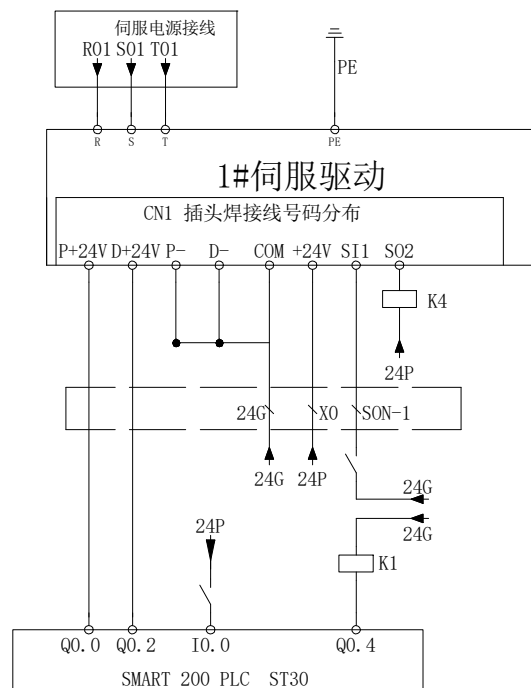 伺服电源接线
R01 S01 T01
PE
R S T PE
1#伺服驱动
CN1 插头焊接线号码分布
P+24V D+24V P- D- COM +24V SI1 SO2
K4
24P
24G X0 SON-1
24G 24P
24G
24P 24G
K1
Q0.0 Q0.2 I0.0 Q0.4
SMART 200 PLC ST30